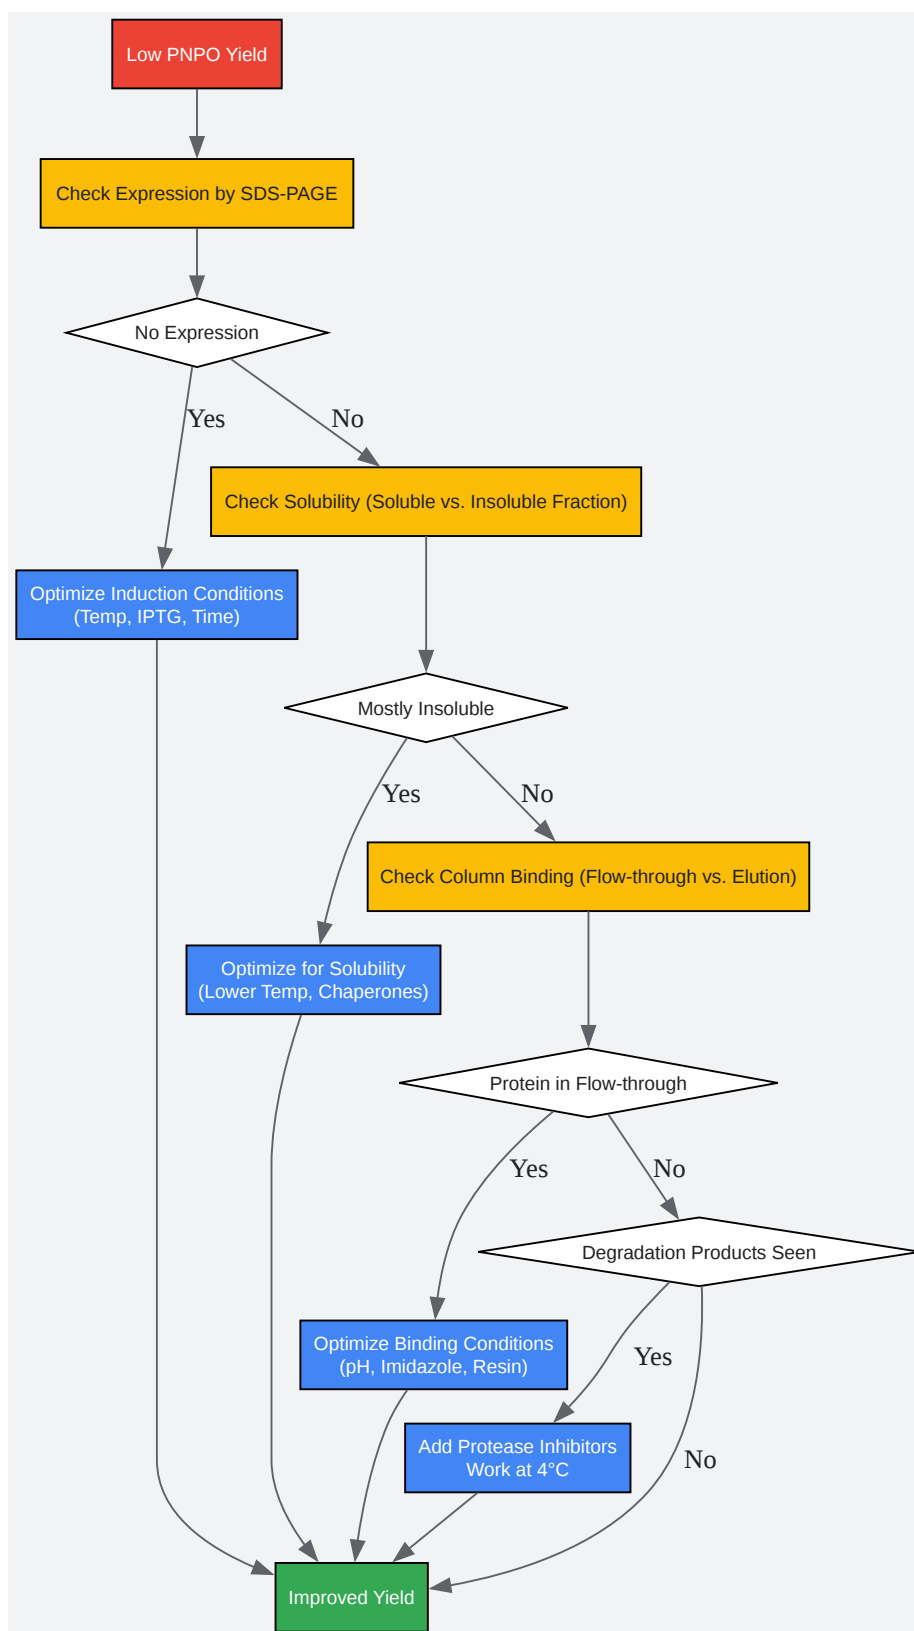 Low PNPO Yield
Check Expression by SDS-PAGE
No Expression
Yes
No
Check Solubility (Soluble vs. Insoluble Fraction)
Optimize Induction Conditions
(Temp, IPTG, Time)
Mostly Insoluble
Yes
No
Check Column Binding (Flow-through vs. Elution)
Optimize for Solubility
(Lower Temp, Chaperones)
Protein in Flow-through
Yes
No
Degradation Products Seen
Optimize Binding Conditions
(pH, Imidazole, Resin)
Yes
Add Protease Inhibitors
Work at 4°C
No
Improved Yield